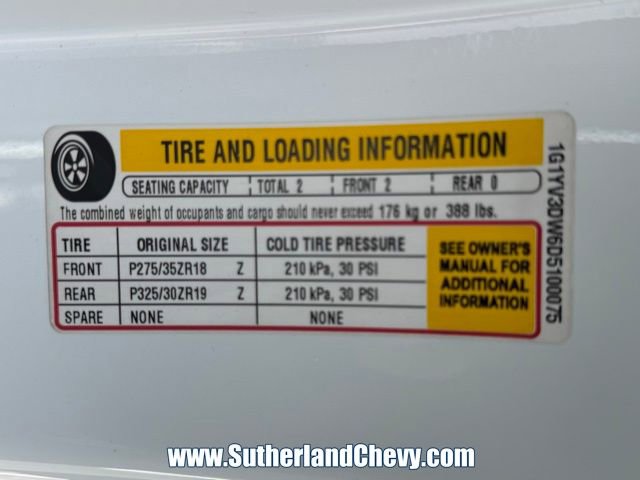 TIRE AND LOADING INFORMATION
SEATING CAPACITY TOTAL 2 FRONT 2 REAR 0
The combined weight of occupants and cargo should never exceed 176 kg or 388 lbs.
TIRE ORIGINAL SIZE COLD TIRE PRESSURE
FRONT P275/35ZR18 Z 210 kPa, 30 PSI
REAR P325/30ZR19 Z 210 kPa, 30 PSI
SPARE NONE NONE
SEE OWNER'S
MANUAL FOR
ADDITIONAL
INFORMATION
1G1YV3DW6D5100075
www.SutherlandChevy.com